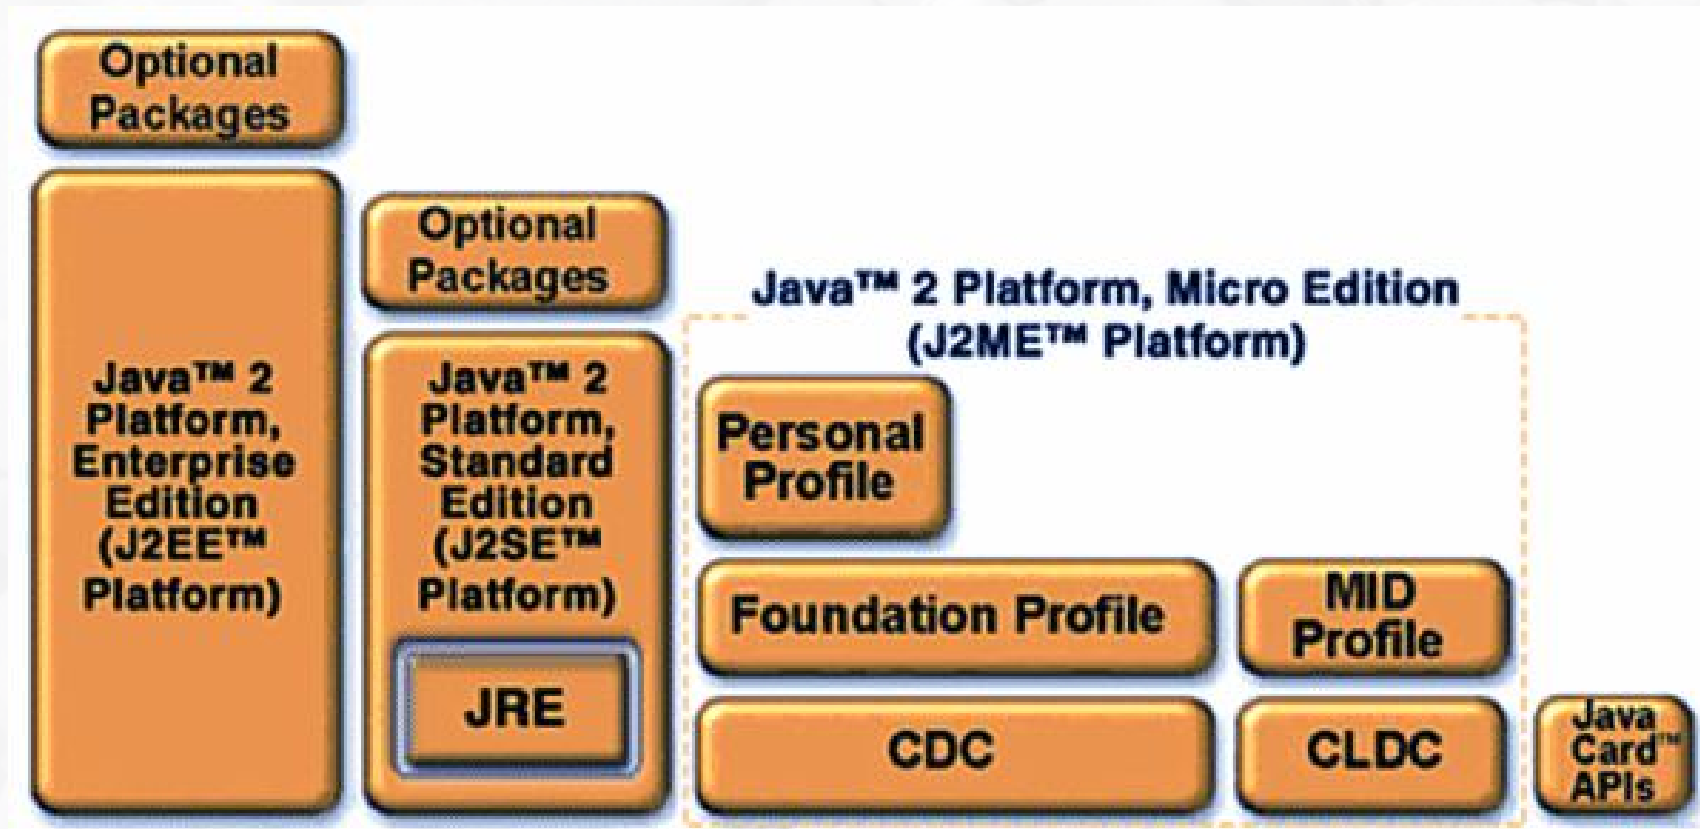 Optional
Packages
Java™ 2
Platform,
Enterprise
Edition
(J2EE™
Platform)
Optional
Packages
Java™ 2
Platform,
Standard
Edition
(J2SE™
Platform)
JRE
Java™ 2 Platform, Micro Edition
(J2ME™ Platform)
Personal
Profile
Foundation Profile
MID
Profile
CDC
CLDC
Java
Card™
APIs